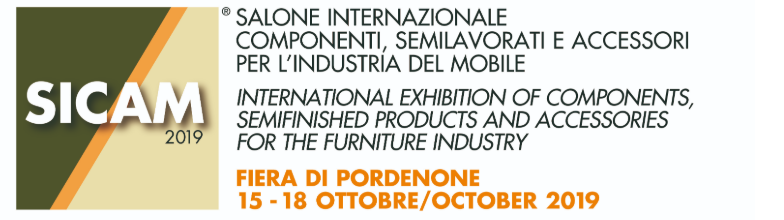 SICAM
2019
® SALONE INTERNAZIONALE
COMPONENTI, SEMILAVORATI E ACCESSORI
PER L'INDUSTRIA DEL MOBILE
INTERNATIONAL EXHIBITION OF COMPONENTS,
SEMIFINISHED PRODUCTS AND ACCESSORIES
FOR THE FURNITURE INDUSTRY
FIERA DI PORDENONE
15 - 18 OTTOBRE/OCTOBER 2019